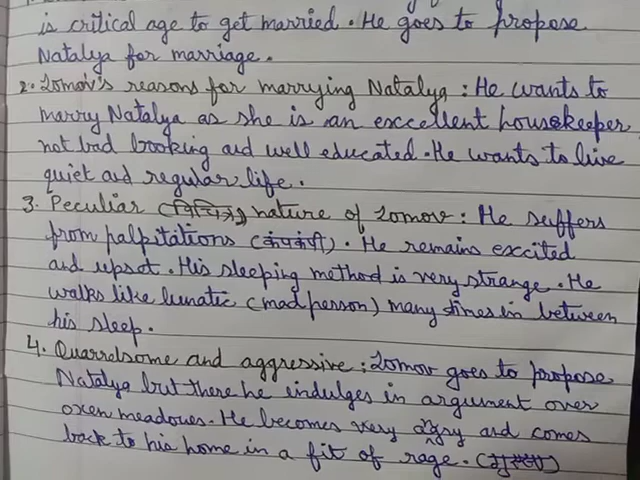 is critical age to get married. He goes to propose
Natalya for marriage.
2. Lomov's reasons for marrying Natalya : He wants to
marry Natalya as she is an excellent housekeeper,
not bad looking and well educated. He wants to live
quiet and regular life.
3. Peculiar (विचित्र) nature of Lomov : He suffers
from palpitations (कंपकंपी). He remains excited
and upset. His sleeping method is very strange. He
walks like lunatic (mad person) many times in between
his sleep.
4. Quarrelsome and aggressive : Lomov goes to propose
Natalya but there he indulges in argument over
oxen meadows. He becomes very angry and comes
back to his home in a fit of rage. (गुस्सा)